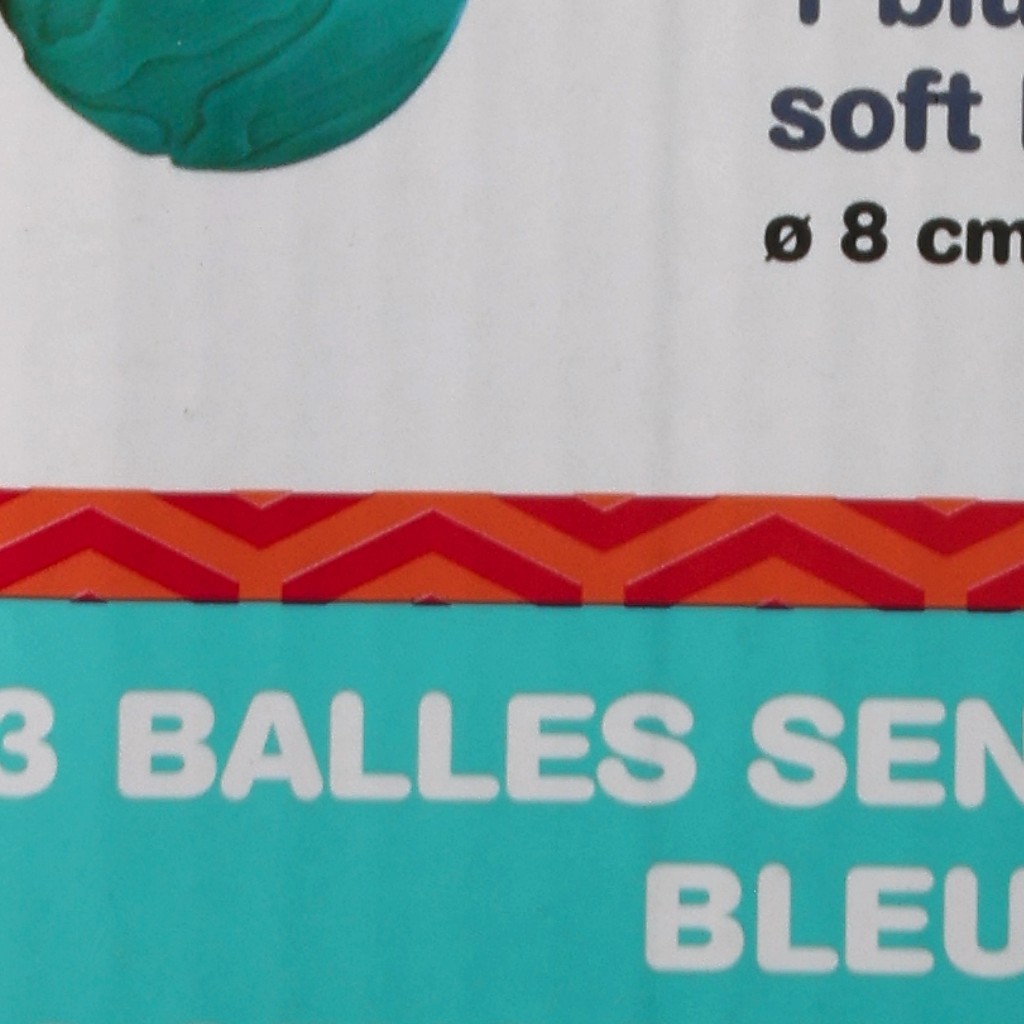 soft
ø 8 cm
3 BALLES SEN
BLEU